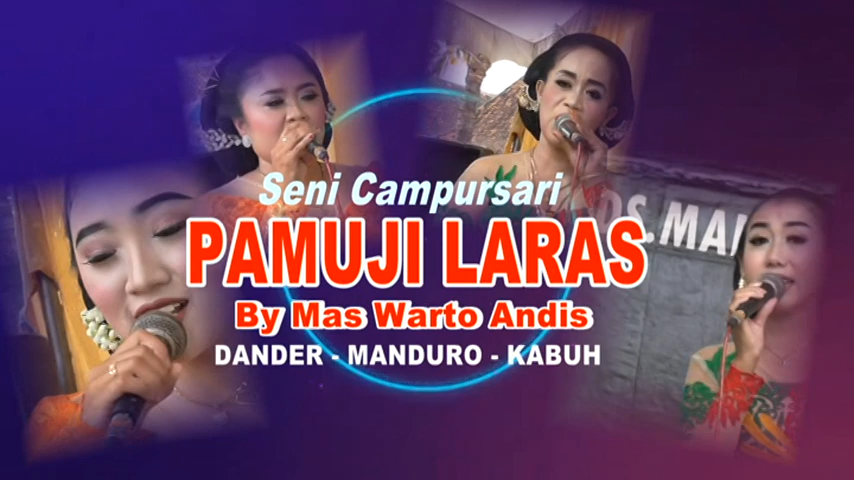 Seni Campursari
PAMUJI LARAS
By Mas Warto Andis
DANDER - MANDURO - KABUH